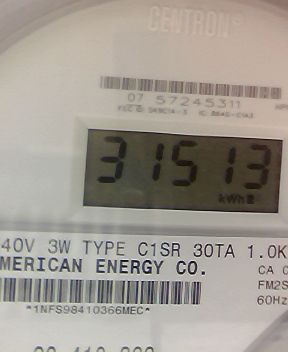 CENTRON®
07 57245311
31513
kWh
40V 3W TYPE C1SR 30TA 1.0K
MERICAN ENERGY CO.
CA 0
FM2S
60Hz
*1NFS98410366MEC*